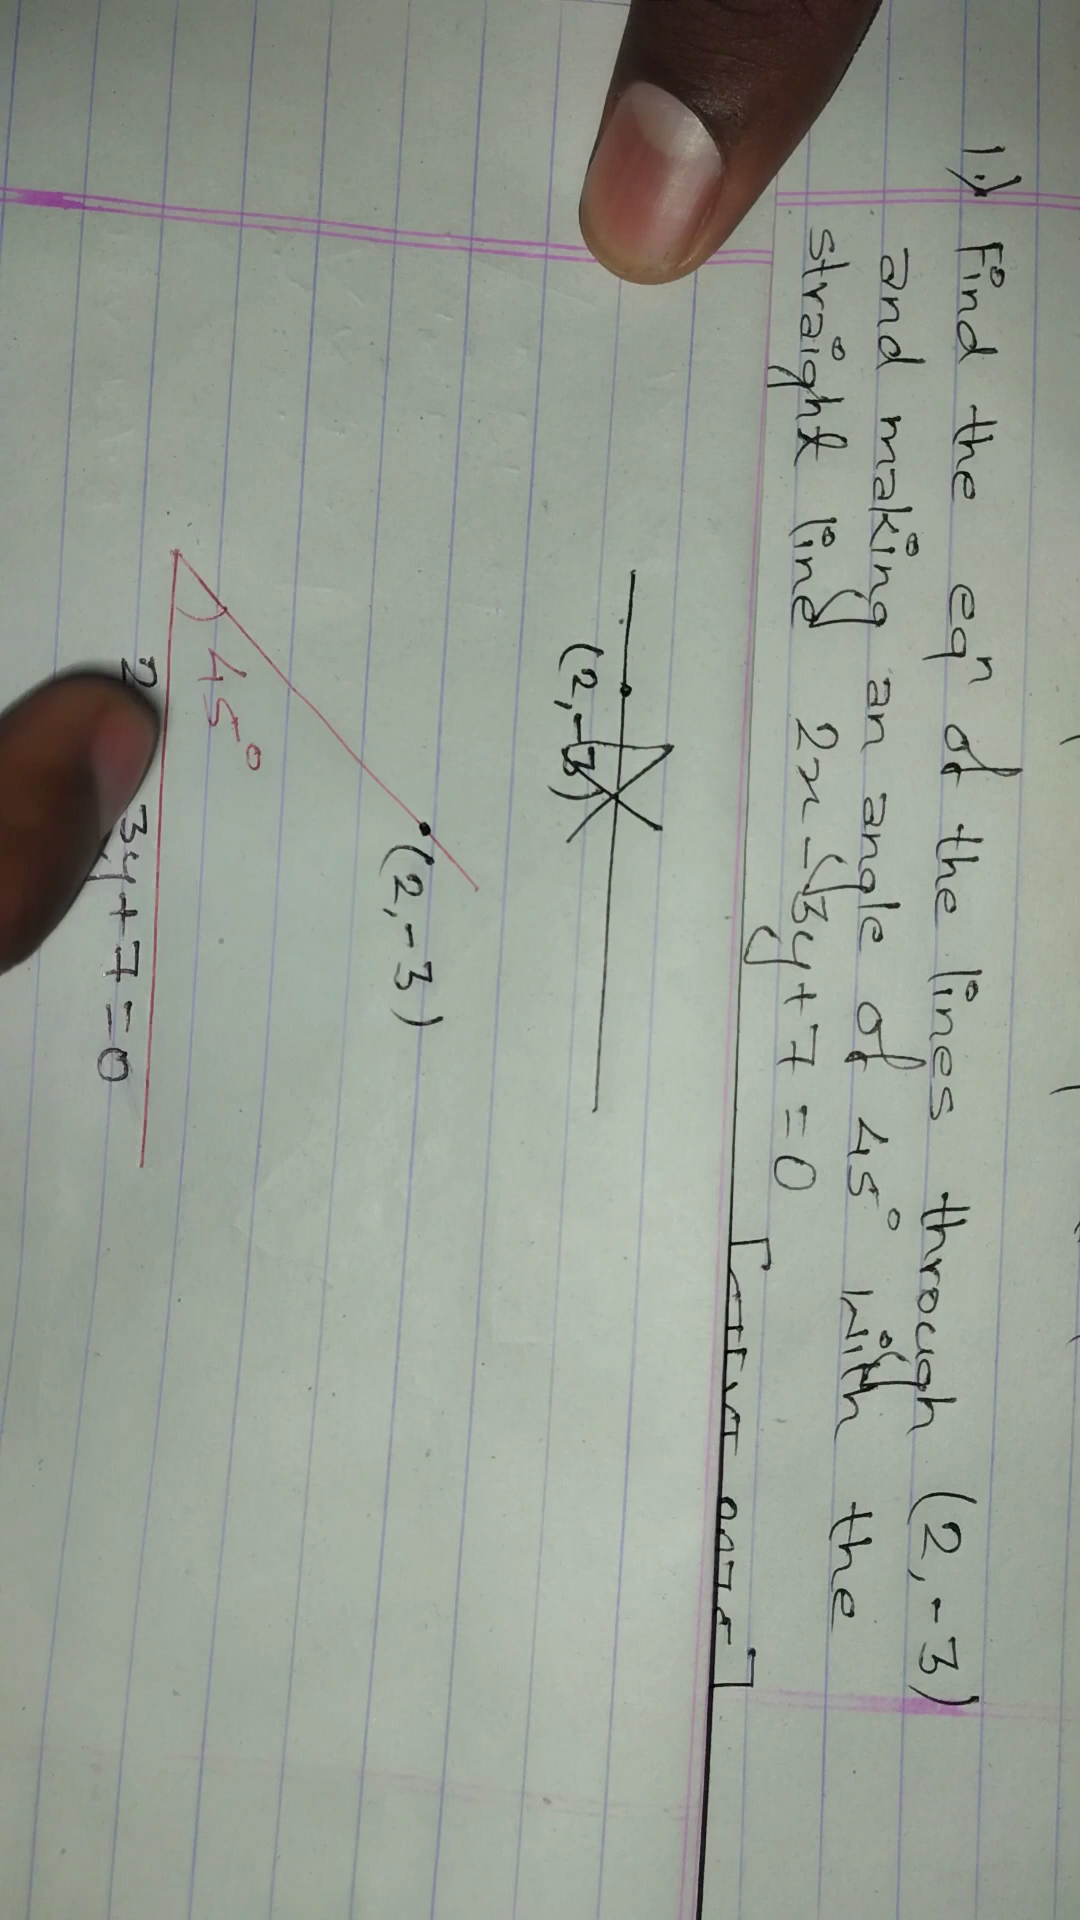 1.) Find the eqⁿ of the lines through (2,-3)
and making an angle of 45° with the
straight line 2x-3y+7=0
(2,-3)
(2,-3)
45°
2 3y+7=0